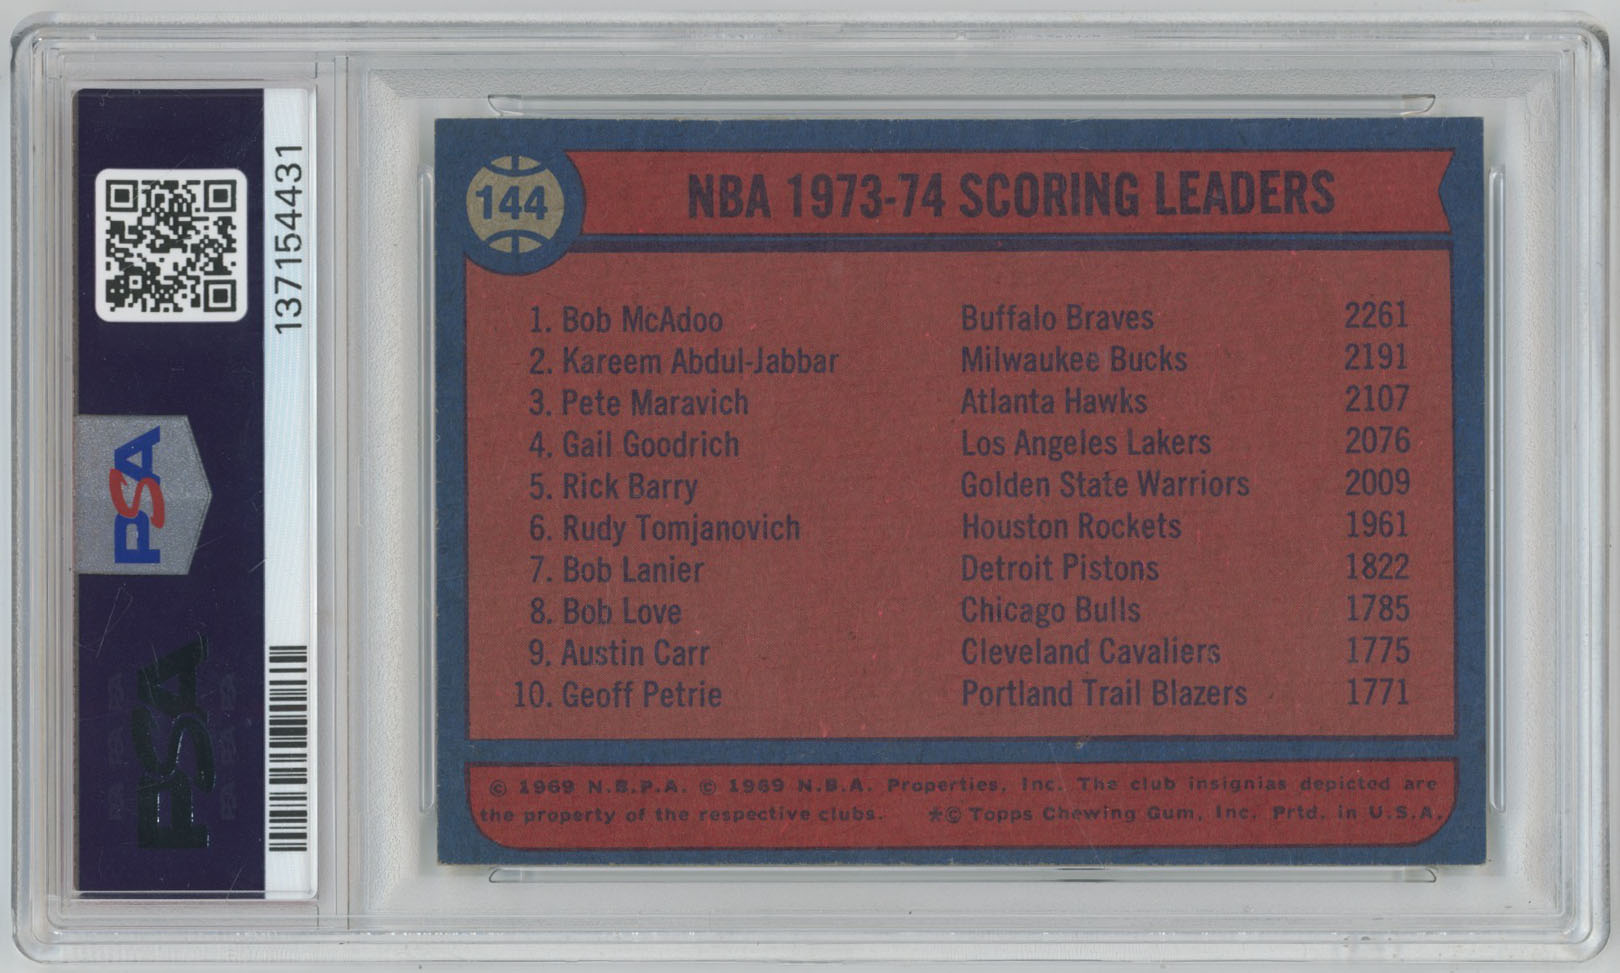 137154431
PSA
PSA
144
NBA 1973-74 SCORING LEADERS
1. Bob McAdoo Buffalo Braves 2261
2. Kareem Abdul-Jabbar Milwaukee Bucks 2191
3. Pete Maravich Atlanta Hawks 2107
4. Gail Goodrich Los Angeles Lakers 2076
5. Rick Barry Golden State Warriors 2009
6. Rudy Tomjanovich Houston Rockets 1961
7. Bob Lanier Detroit Pistons 1822
8. Bob Love Chicago Bulls 1785
9. Austin Carr Cleveland Cavaliers 1775
10. Geoff Petrie Portland Trail Blazers 1771
© 1969 N.B.P.A. © 1969 N.B.A. Properties, Inc. The club insignias depicted are
the property of the respective clubs. *© Topps Chewing Gum, Inc. Prtd. in U.S.A.